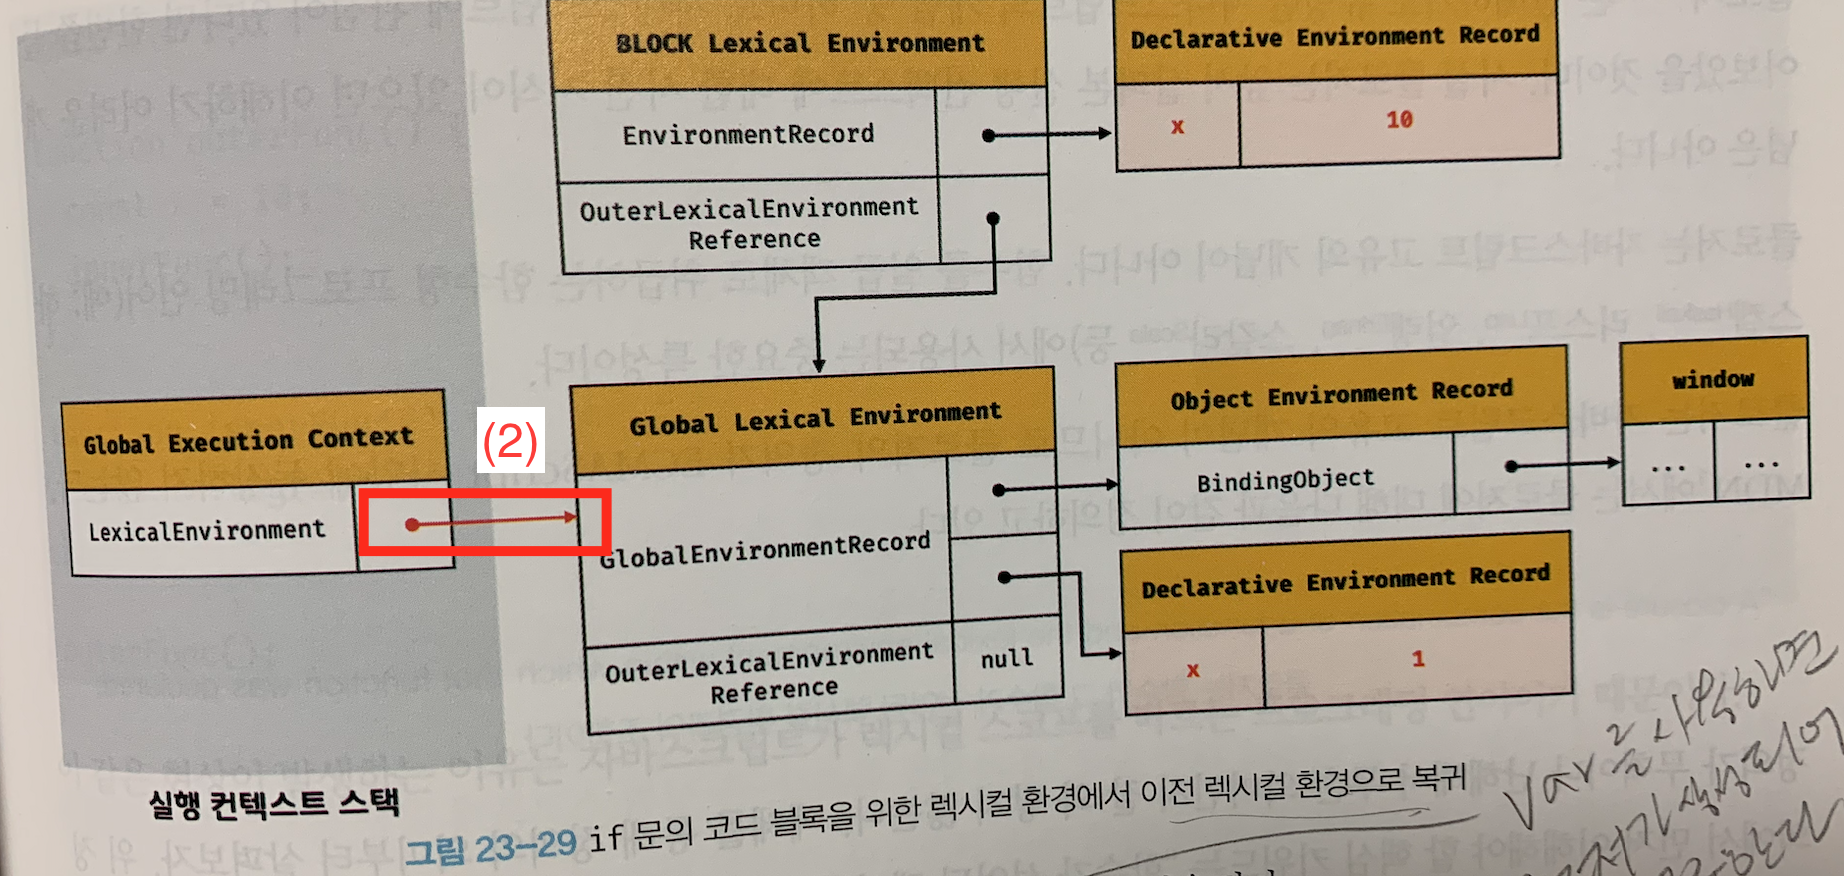 BLOCK Lexical Environment
EnvironmentRecord
OuterLexicalEnvironment
Reference
Declarative Environment Record
x
10
Global Execution Context
LexicalEnvironment
(2)
Global Lexical Environment
GlobalEnvironmentRecord
OuterLexicalEnvironment
Reference
null
Object Environment Record
BindingObject
window
...
...
Declarative Environment Record
x
1
실행 컨텍스트 스택
그림 23-29 if 문의 코드 블록을 위한 렉시컬 환경에서 이전 렉시컬 환경으로 복귀
var를 사용하면